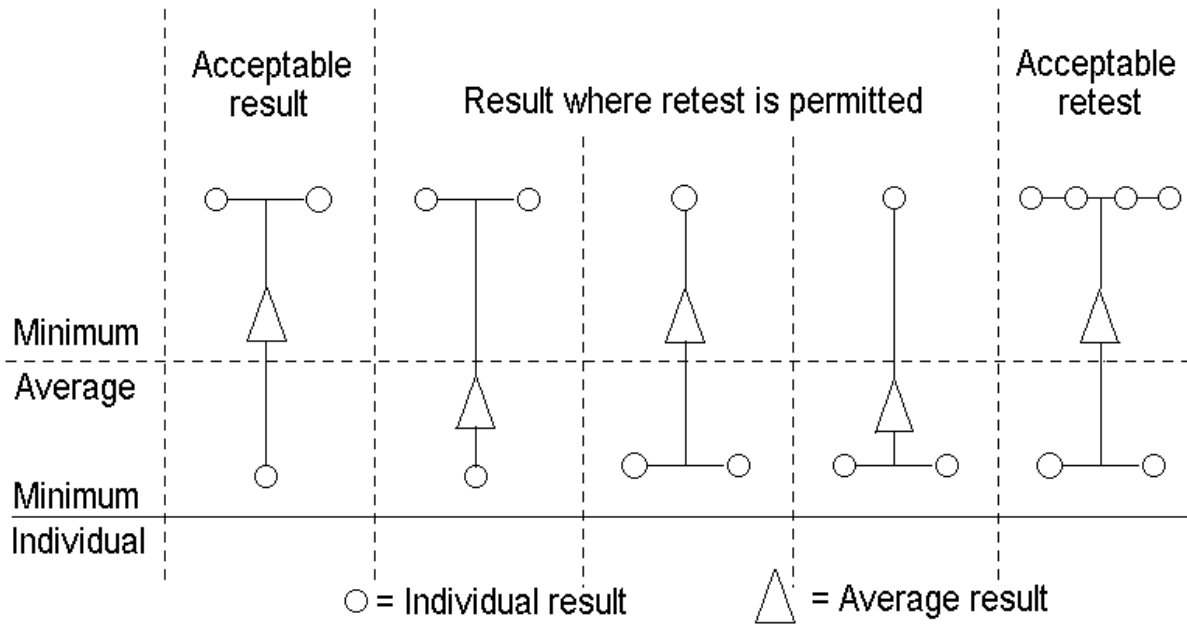 Acceptable
result
Result where retest is permitted
Acceptable
retest
Minimum
Average
Minimum
Individual
= Individual result
= Average result